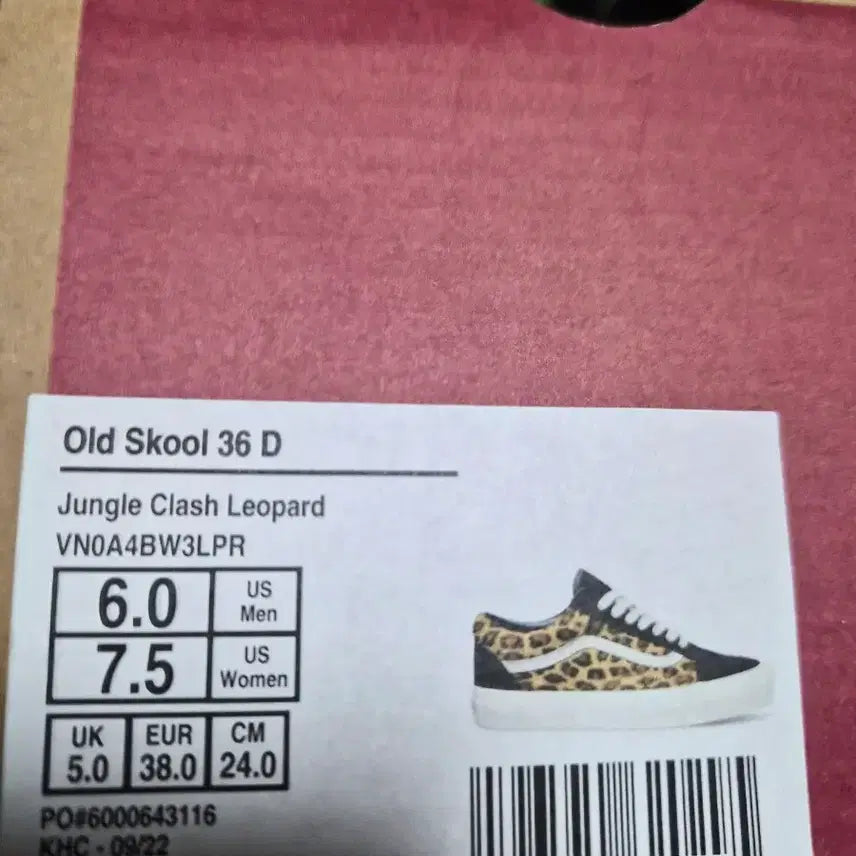 Old Skool 36 D
Jungle Clash Leopard
VN0A4BW3LPR
6.0 US Men
7.5 US Women
UK EUR CM
5.0 38.0 24.0
PO#6000643116
KHC - 09/22